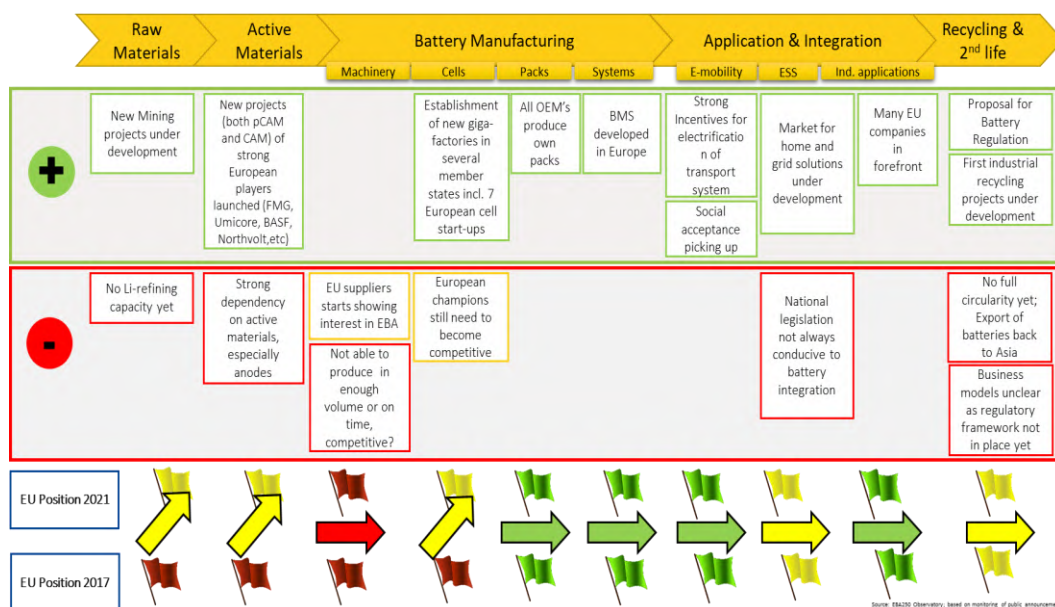 Raw
Materials
Active
Materials
Battery Manufacturing
Application & Integration
Recycling &
2nd life
Machinery
Cells
Packs
Systems
E-mobility
ESS
Ind. applications
+
New Mining
projects under
development
New projects
(both pCAM
and CAM) of
strong
European
players
launched (FMG,
Umicore, BASF,
Northvolt,etc)
Establishment
of new giga-
factories in
several
member
states incl. 7
European cell
start-ups
All OEM's
produce
own
packs
BMS
developed
in Europe
Strong
Incentives for
electrificatio
n of
transport
system
Social
acceptance
picking up
Market for
home and
grid solutions
under
development
Many EU
companies
in
forefront
Proposal for
Battery
Regulation
First industrial
recycling
projects under
development
-
No Li-refining
capacity yet
Strong
dependency
on active
materials,
especially
anodes
EU suppliers
starts showing
interest in EBA
Not able to
produce in
enough
volume or on
time,
competitive?
European
champions
still need to
become
competitive
National
legislation
not always
conducive to
battery
integration
No full
circularity yet;
Export of
batteries back
to Asia
Business
models unclear
as regulatory
framework not
in place yet
EU Position 2021
EU Position 2017
Source: EBA250 Observatory, based on monitoring of public